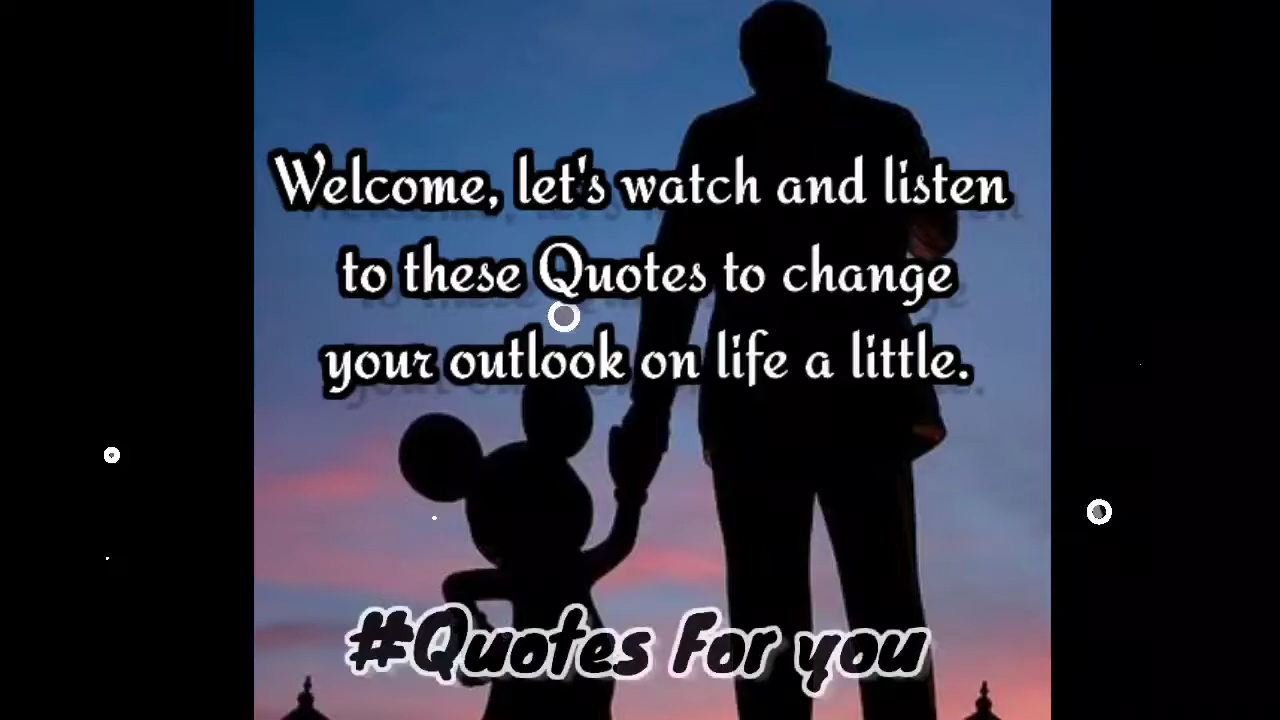 Welcome, let's watch and listen
to these Quotes to change
your outlook on life a little.
#Quotes For you